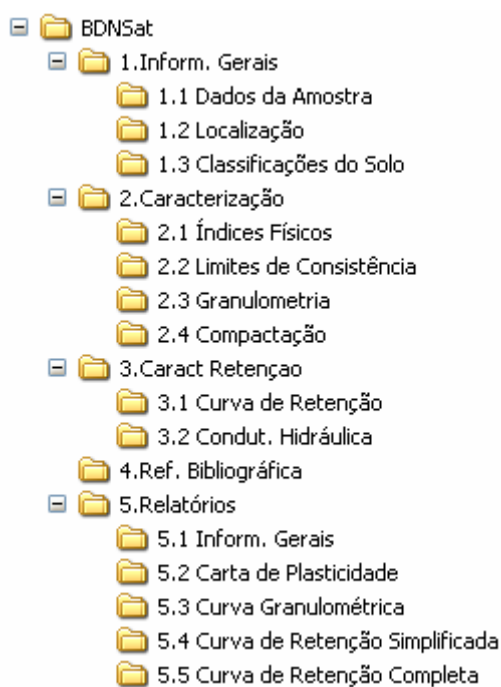 BDNSat
1.Inform. Gerais
1.1 Dados da Amostra
1.2 Localização
1.3 Classificações do Solo
2.Caracterização
2.1 Índices Físicos
2.2 Limites de Consistência
2.3 Granulometria
2.4 Compactação
3.Caract Retençao
3.1 Curva de Retenção
3.2 Condut. Hidráulica
4.Ref. Bibliográfica
5.Relatórios
5.1 Inform. Gerais
5.2 Carta de Plasticidade
5.3 Curva Granulométrica
5.4 Curva de Retenção Simplificada
5.5 Curva de Retenção Completa